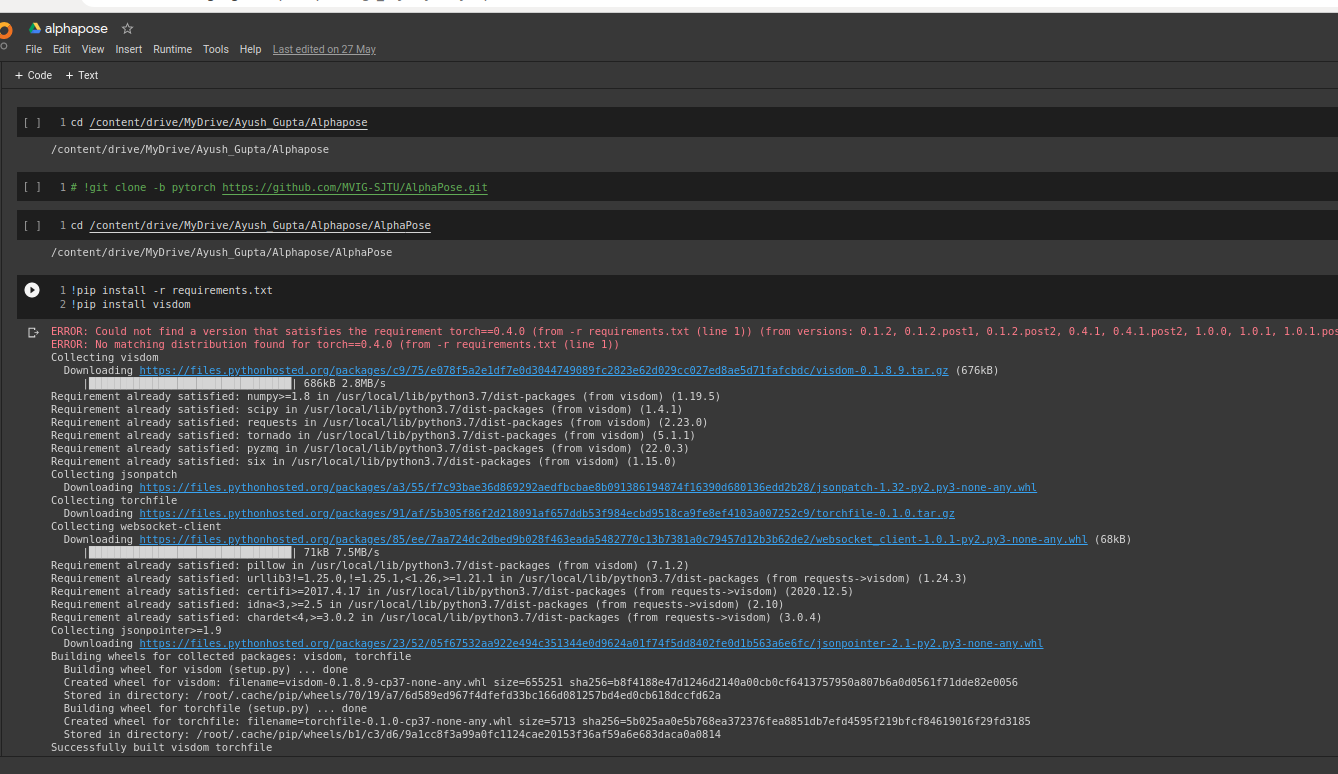 alphapose
File Edit View Insert Runtime Tools Help Last edited on 27 May
+ Code + Text
[ ] 1 cd /content/drive/MyDrive/Ayush_Gupta/Alphapose
/content/drive/MyDrive/Ayush_Gupta/Alphapose
[ ] 1 # !git clone -b pytorch https://github.com/MVIG-SJTU/AlphaPose.git
[ ] 1 cd /content/drive/MyDrive/Ayush_Gupta/Alphapose/AlphaPose
/content/drive/MyDrive/Ayush_Gupta/Alphapose/AlphaPose
1 !pip install -r requirements.txt
2 !pip install visdom
ERROR: Could not find a version that satisfies the requirement torch==0.4.0 (from -r requirements.txt (line 1)) (from versions: 0.1.2, 0.1.2.post1, 0.1.2.post2, 0.4.1, 0.4.1.post2, 1.0.0, 1.0.1, 1.0.1.pos
ERROR: No matching distribution found for torch==0.4.0 (from -r requirements.txt (line 1))
Collecting visdom
Downloading https://files.pythonhosted.org/packages/c9/75/e078f5a2e1df7e0d3044749089fc2823e62d029cc027ed8ae5d71fafcbdc/visdom-0.1.8.9.tar.gz (676kB)
| | 686kB 2.8MB/s
Requirement already satisfied: numpy>=1.8 in /usr/local/lib/python3.7/dist-packages (from visdom) (1.19.5)
Requirement already satisfied: scipy in /usr/local/lib/python3.7/dist-packages (from visdom) (1.4.1)
Requirement already satisfied: requests in /usr/local/lib/python3.7/dist-packages (from visdom) (2.23.0)
Requirement already satisfied: tornado in /usr/local/lib/python3.7/dist-packages (from visdom) (5.1.1)
Requirement already satisfied: pyzmq in /usr/local/lib/python3.7/dist-packages (from visdom) (22.0.3)
Requirement already satisfied: six in /usr/local/lib/python3.7/dist-packages (from visdom) (1.15.0)
Collecting jsonpatch
Downloading https://files.pythonhosted.org/packages/a3/55/f7c93bae36d869292aedfbcbae8b091386194874f16390d680136edd2b28/jsonpatch-1.32-py2.py3-none-any.whl
Collecting torchfile
Downloading https://files.pythonhosted.org/packages/91/af/5b305f86f2d218091af657ddb53f984ecbd9518ca9fe8ef4103a007252c9/torchfile-0.1.0.tar.gz
Collecting websocket-client
Downloading https://files.pythonhosted.org/packages/85/ee/7aa724dc2dbed9b028f463eada5482770c13b7381a0c79457d12b3b62de2/websocket_client-1.0.1-py2.py3-none-any.whl (68kB)
| | 71kB 7.5MB/s
Requirement already satisfied: pillow in /usr/local/lib/python3.7/dist-packages (from visdom) (7.1.2)
Requirement already satisfied: urllib3!=1.25.0,!=1.25.1,<1.26,>=1.21.1 in /usr/local/lib/python3.7/dist-packages (from requests->visdom) (1.24.3)
Requirement already satisfied: certifi>=2017.4.17 in /usr/local/lib/python3.7/dist-packages (from requests->visdom) (2020.12.5)
Requirement already satisfied: idna<3,>=2.5 in /usr/local/lib/python3.7/dist-packages (from requests->visdom) (2.10)
Requirement already satisfied: chardet<4,>=3.0.2 in /usr/local/lib/python3.7/dist-packages (from requests->visdom) (3.0.4)
Collecting jsonpointer>=1.9
Downloading https://files.pythonhosted.org/packages/23/52/05f67532aa922e494c351344e0d9624a01f74f5dd8402fe0d1b563a6e6fc/jsonpointer-2.1-py2.py3-none-any.whl
Building wheels for collected packages: visdom, torchfile
Building wheel for visdom (setup.py) ... done
Created wheel for visdom: filename=visdom-0.1.8.9-cp37-none-any.whl size=655251 sha256=b8f4188e47d1246d2140a00cb0cf6413757950a807b6a0d0561f71dde82e0056
Stored in directory: /root/.cache/pip/wheels/70/19/a7/6d589ed967f4dfefd33bc166d081257bd4ed0cb618dccfd62a
Building wheel for torchfile (setup.py) ... done
Created wheel for torchfile: filename=torchfile-0.1.0-cp37-none-any.whl size=5713 sha256=5b025aa0e5b768ea372376fea8851db7efd4595f219bfcf84619016f29fd3185
Stored in directory: /root/.cache/pip/wheels/b1/c3/d6/9a1cc8f3a99a0fc1124cae20153f36af59a6e683daca0a0814
Successfully built visdom torchfile